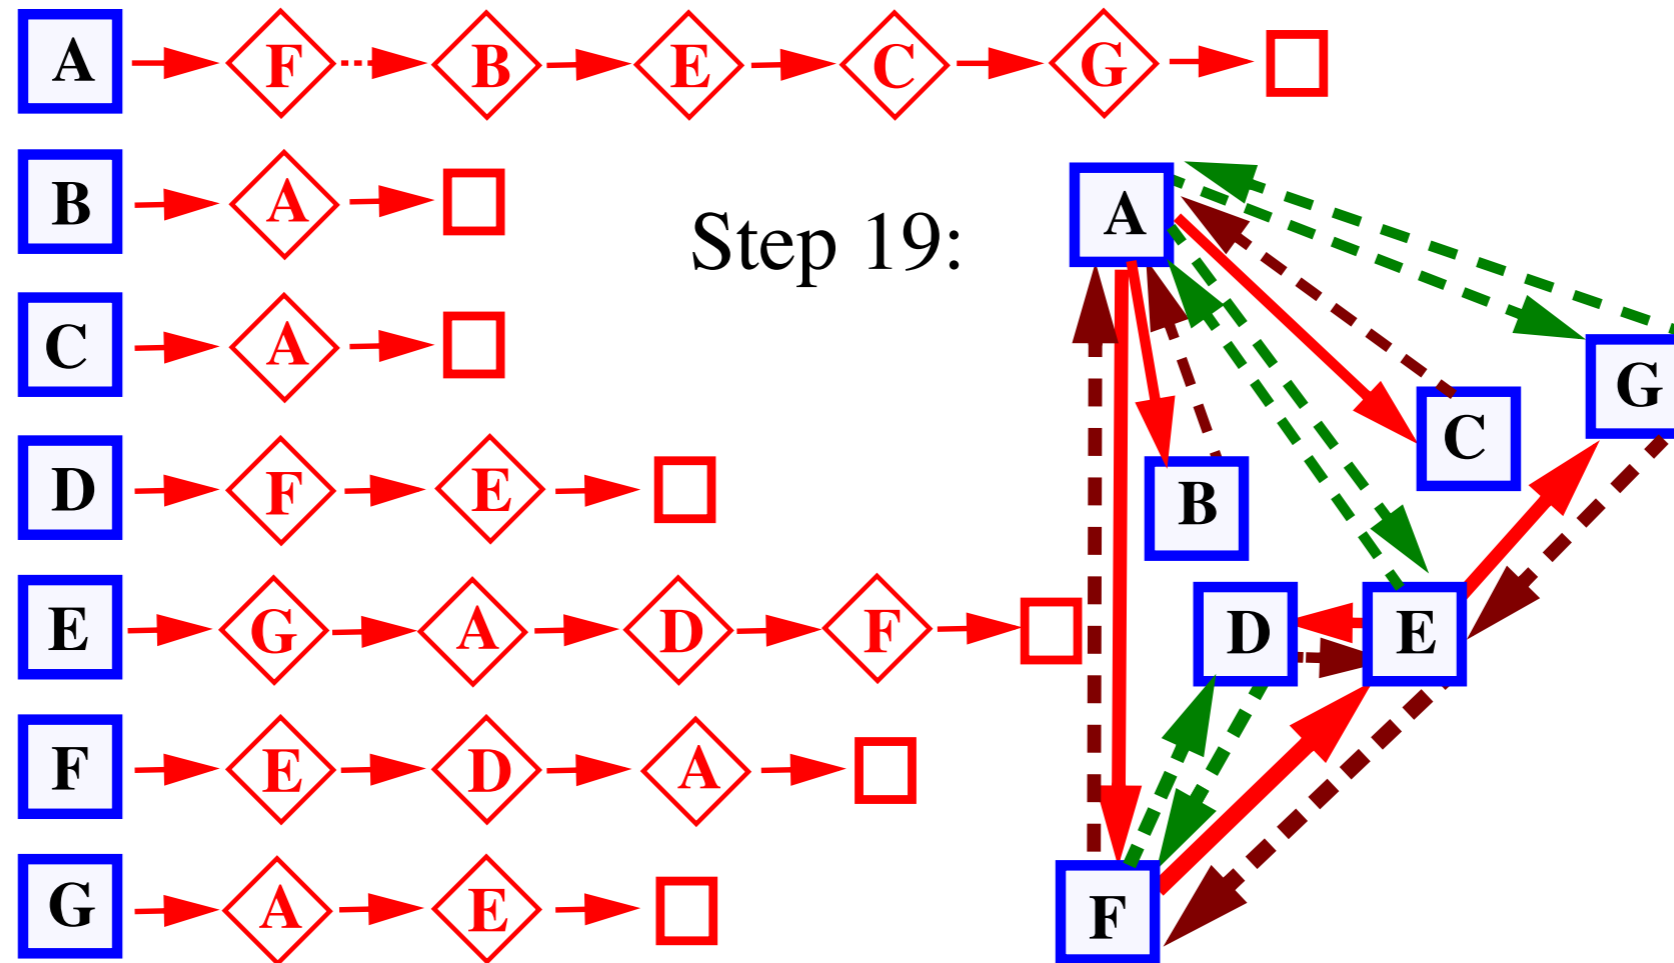 A F B E C G
B A
Step 19:
C A
D F E
E G A D F
F E D A
G A E
A
G
C
B
D E
F